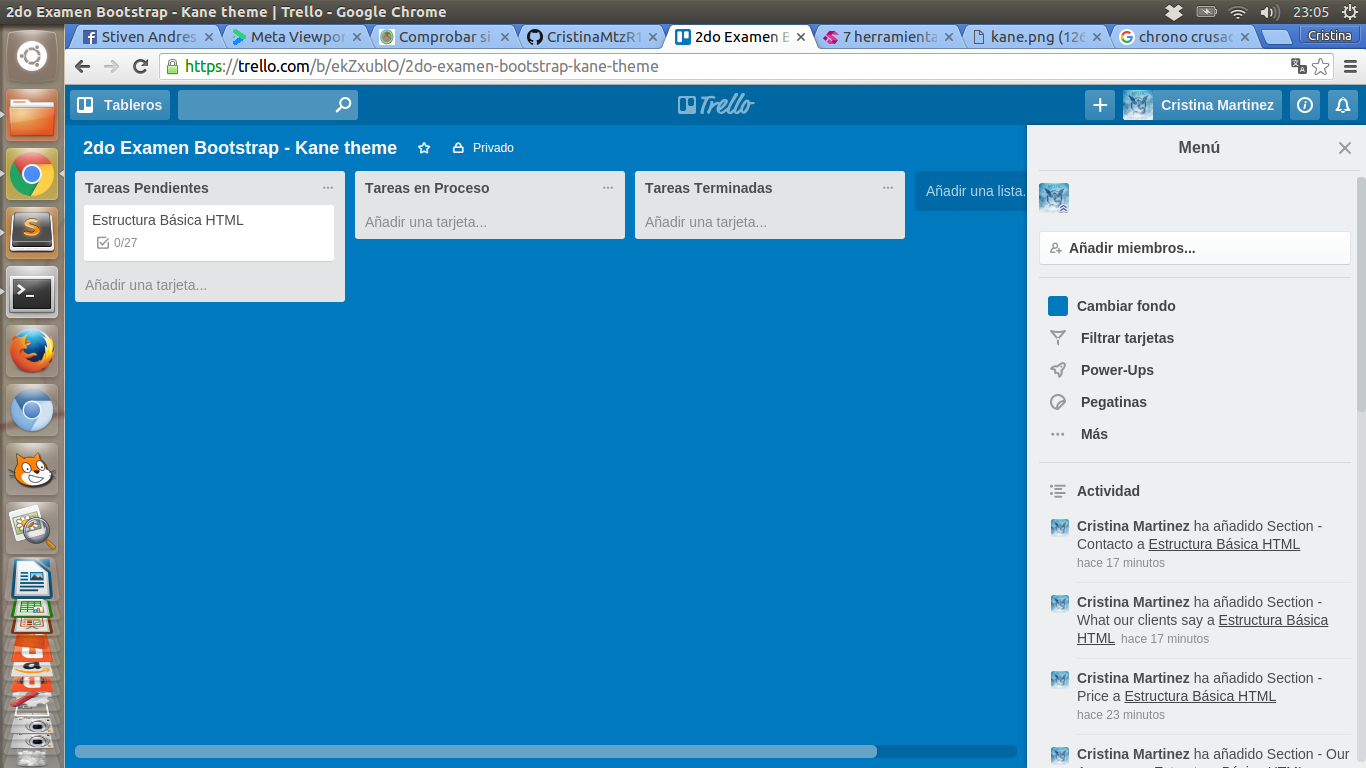 2do Examen Bootstrap - Kane theme | Trello - Google Chrome
23:05
Stiven Andres
Meta Viewpor
Comprobar si
CristinaMtzR1
2do Examen B
7 herramienta
kane.png (126
chrono crusac
Cristina
https://trello.com/b/ekZxublO/2do-examen-bootstrap-kane-theme
Tableros
Trello
Cristina Martinez
2do Examen Bootstrap - Kane theme
Privado
Menú
Tareas Pendientes
Estructura Básica HTML
0/27
Añadir una tarjeta...
Tareas en Proceso
Añadir una tarjeta...
Tareas Terminadas
Añadir una tarjeta...
Añadir una lista.
Añadir miembros...
Cambiar fondo
Filtrar tarjetas
Power-Ups
Pegatinas
Más
Actividad
Cristina Martinez ha añadido Section -
Contacto a Estructura Básica HTML
hace 17 minutos
Cristina Martinez ha añadido Section -
What our clients say a Estructura Básica
HTML hace 17 minutos
Cristina Martinez ha añadido Section -
Price a Estructura Básica HTML
hace 23 minutos
Cristina Martinez ha añadido Section - Our